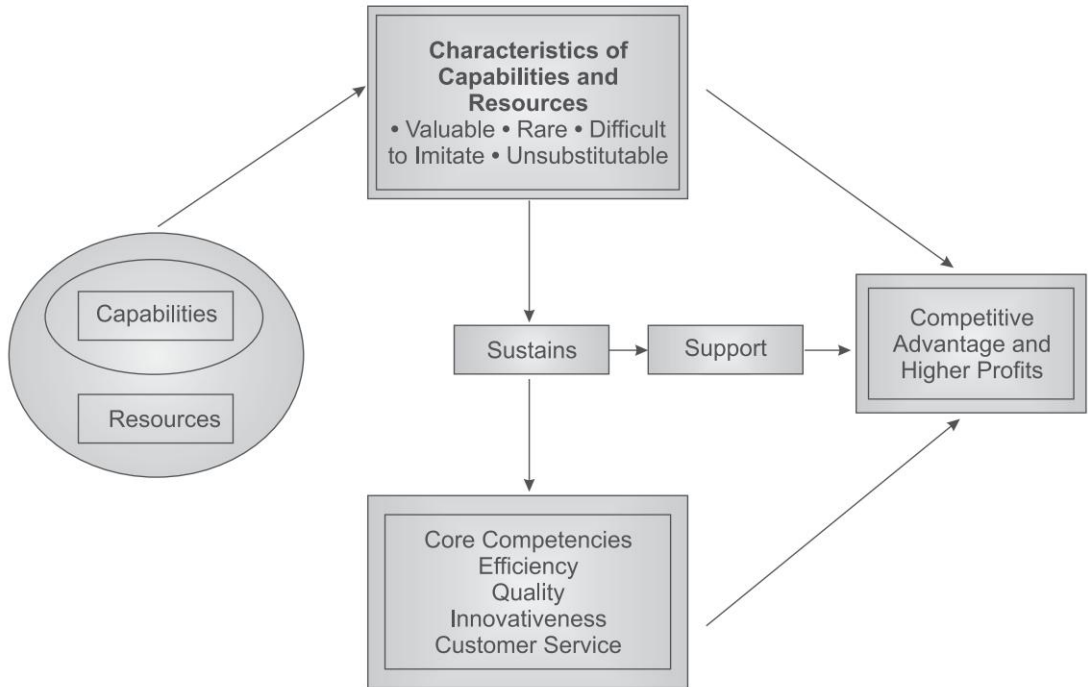 Characteristics of
Capabilities and
Resources
• Valuable • Rare • Difficult
to Imitate • Unsubstitutable
Capabilities
Resources
Sustains
Support
Competitive
Advantage and
Higher Profits
Core Competencies
Efficiency
Quality
Innovativeness
Customer Service